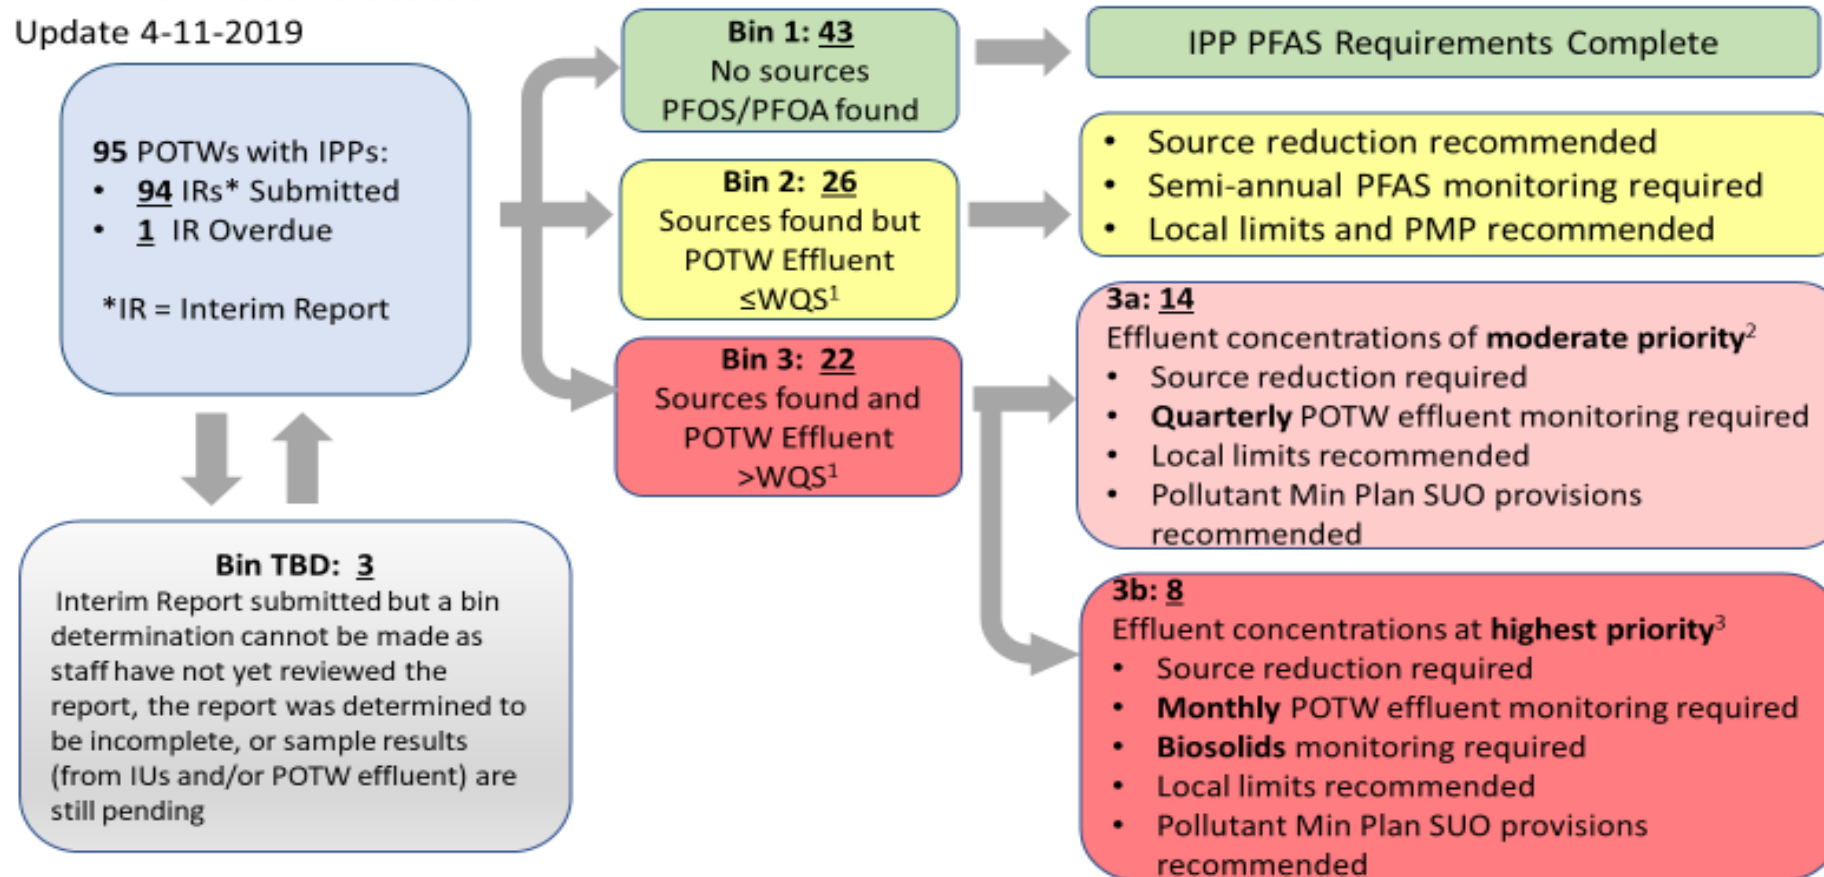 Update 4-11-2019
95 POTWs with IPPs:
• 94 IRs* Submitted
• 1 IR Overdue
*IR = Interim Report
Bin TBD: 3
Interim Report submitted but a bin
determination cannot be made as
staff have not yet reviewed the
report, the report was determined to
be incomplete, or sample results
(from IUs and/or POTW effluent) are
still pending
Bin 1: 43
No sources
PFOS/PFOA found
Bin 2: 26
Sources found but
POTW Effluent
≤WQS¹
Bin 3: 22
Sources found and
POTW Effluent
>WQS¹
IPP PFAS Requirements Complete
• Source reduction recommended
• Semi-annual PFAS monitoring required
• Local limits and PMP recommended
3a: 14
Effluent concentrations of moderate priority²
• Source reduction required
• Quarterly POTW effluent monitoring required
• Local limits recommended
• Pollutant Min Plan SUO provisions
recommended
3b: 8
Effluent concentrations at highest priority³
• Source reduction required
• Monthly POTW effluent monitoring required
• Biosolids monitoring required
• Local limits recommended
• Pollutant Min Plan SUO provisions
recommended